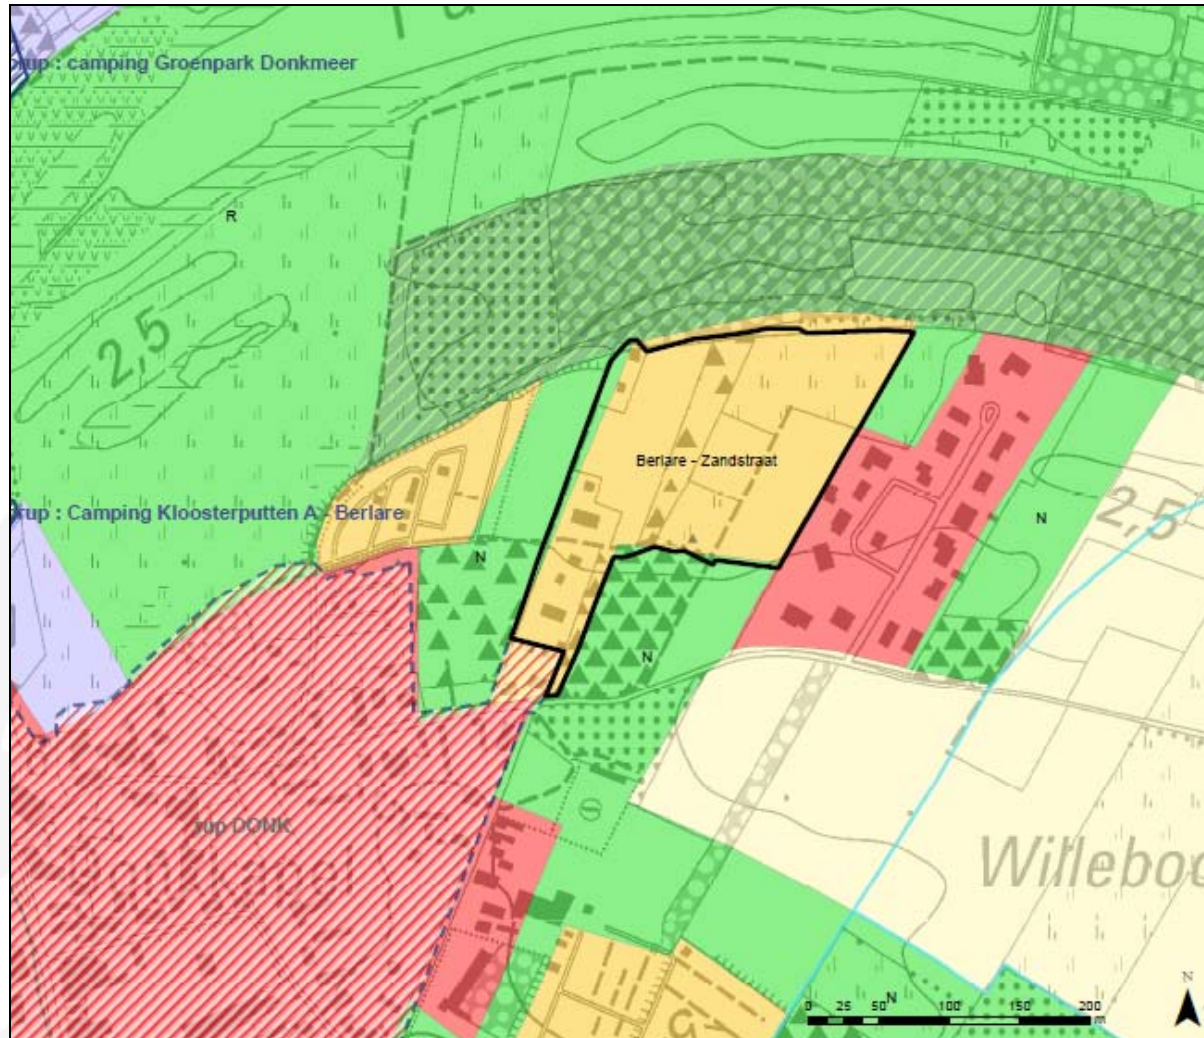 rup : camping Groenpark Donkmeer
R
2,5
Berlare - Zandstraat
2,5
rup : Camping Kloosterputten A - Berlare
N
N
N
rup DONK
Willeboo
N
0 25 50 100 150 200
m
N